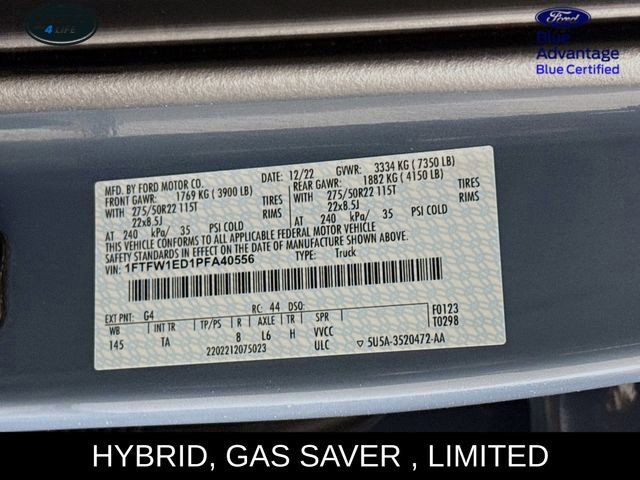 4 LIFE
Ford
Blue
Advantage
Blue Certified
MFD. BY FORD MOTOR CO.
DATE: 12/22 GVWR: 3334 KG (7350 LB)
FRONT GAWR: 1769 KG (3900 LB)
REAR GAWR: 1882 KG (4150 LB)
WITH 275/50R22 115T TIRES
WITH 275/50R22 115T TIRES
22x8.5J RIMS
22x8.5J RIMS
AT 240 kPa/ 35 PSI COLD
AT 240 kPa/ 35 PSI COLD
THIS VEHICLE CONFORMS TO ALL APPLICABLE FEDERAL MOTOR VEHICLE
SAFETY STANDARDS IN EFFECT ON THE DATE OF MANUFACTURE SHOWN ABOVE.
VIN: 1FTFW1ED1PFA40556
TYPE: Truck
EXT PNT: G4 RC: 44 DSO: F0123
WB TA TP/PS R AXLE TR SPR T0298
145 TA 8 L6 H VVCC
2202212075023 ULC ▽ 5U5A-3520472-AA
HYBRID, GAS SAVER , LIMITED